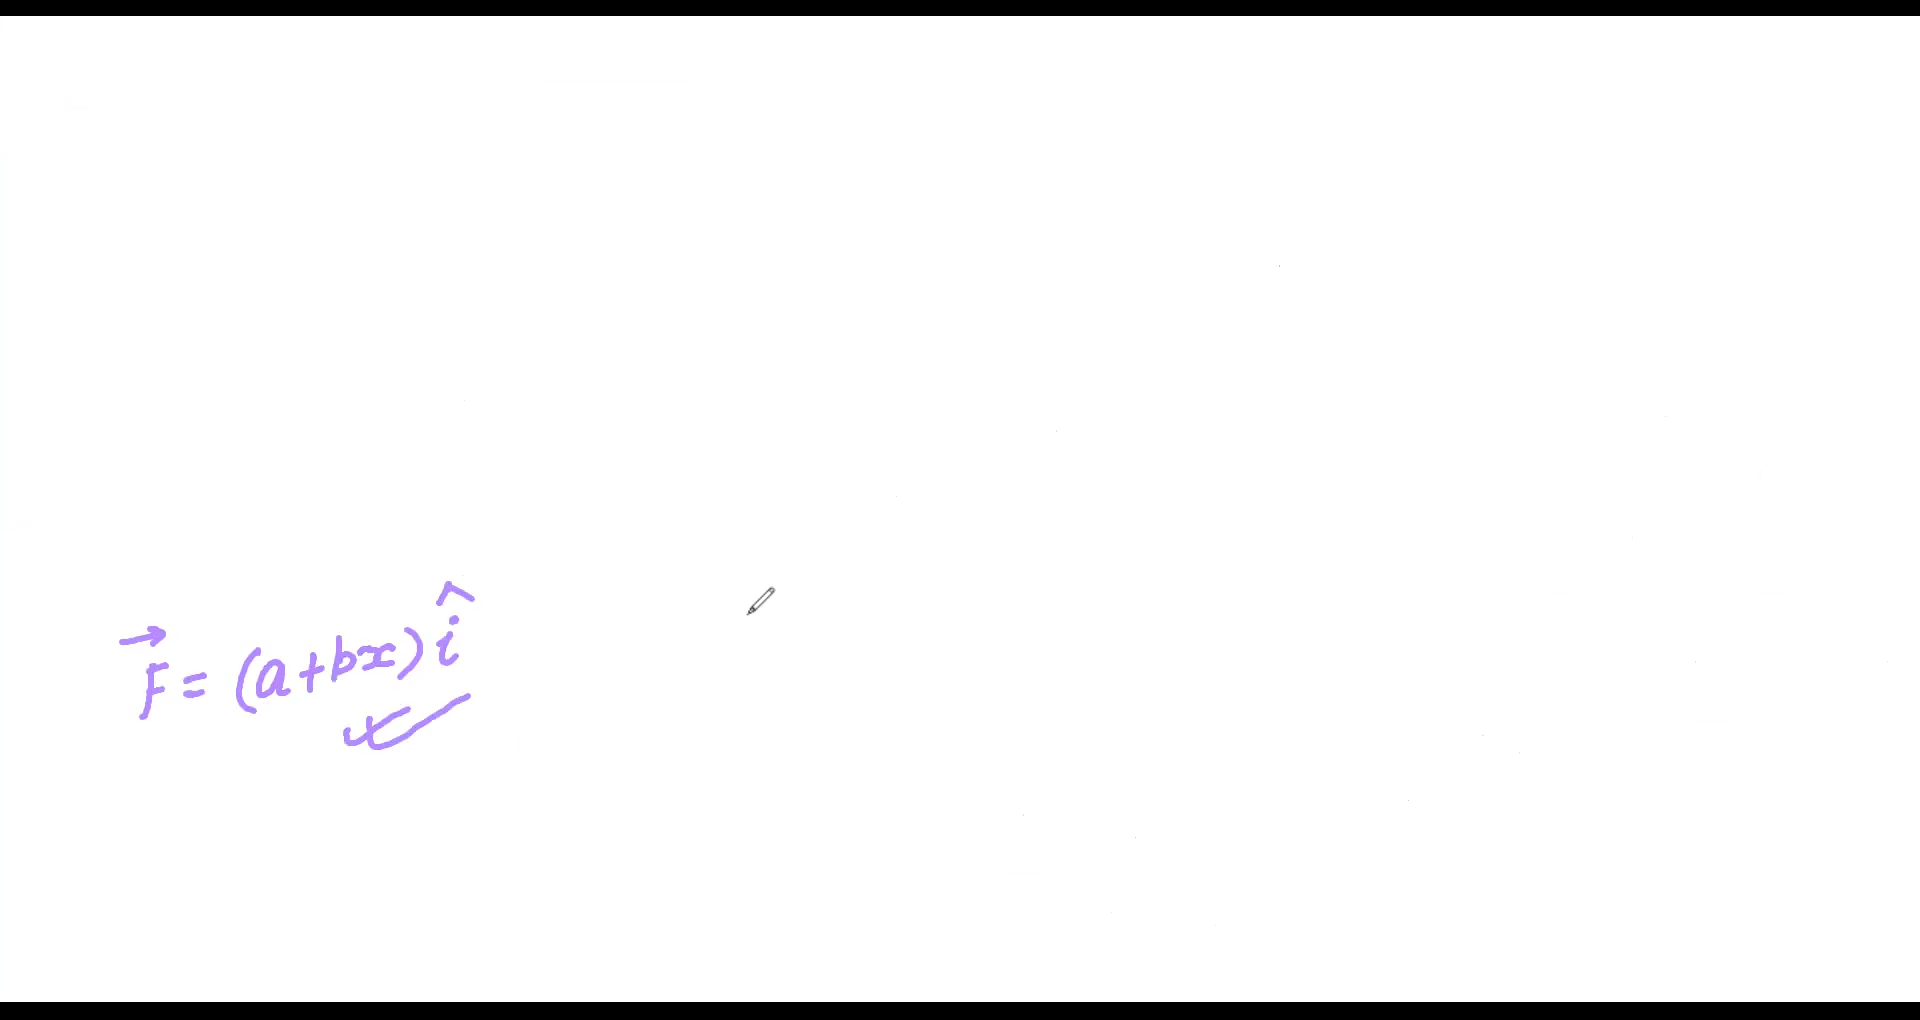 F⃗ = (a+bx) î